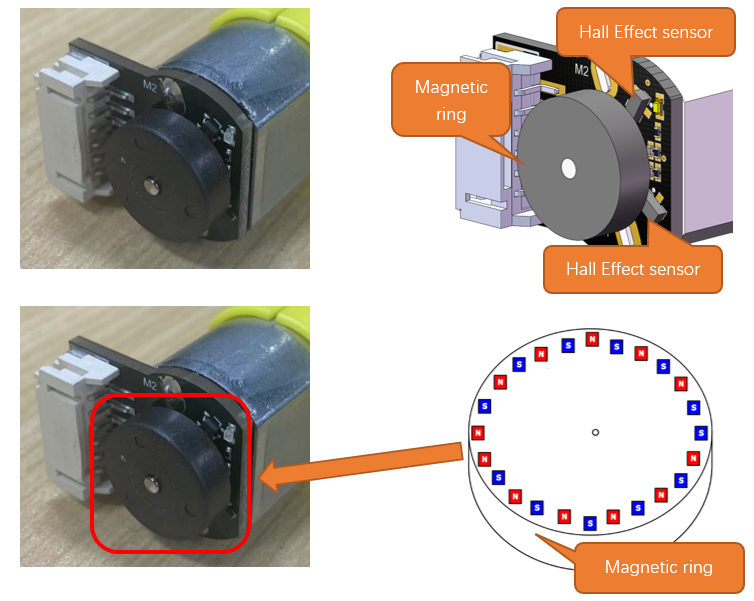 M2
Hall Effect sensor
M2
Magnetic
ring
Hall Effect sensor
M2
N
S S
N N
S S
N N
S S
N S
N N
S S
N N
S S
N N
S
Magnetic ring